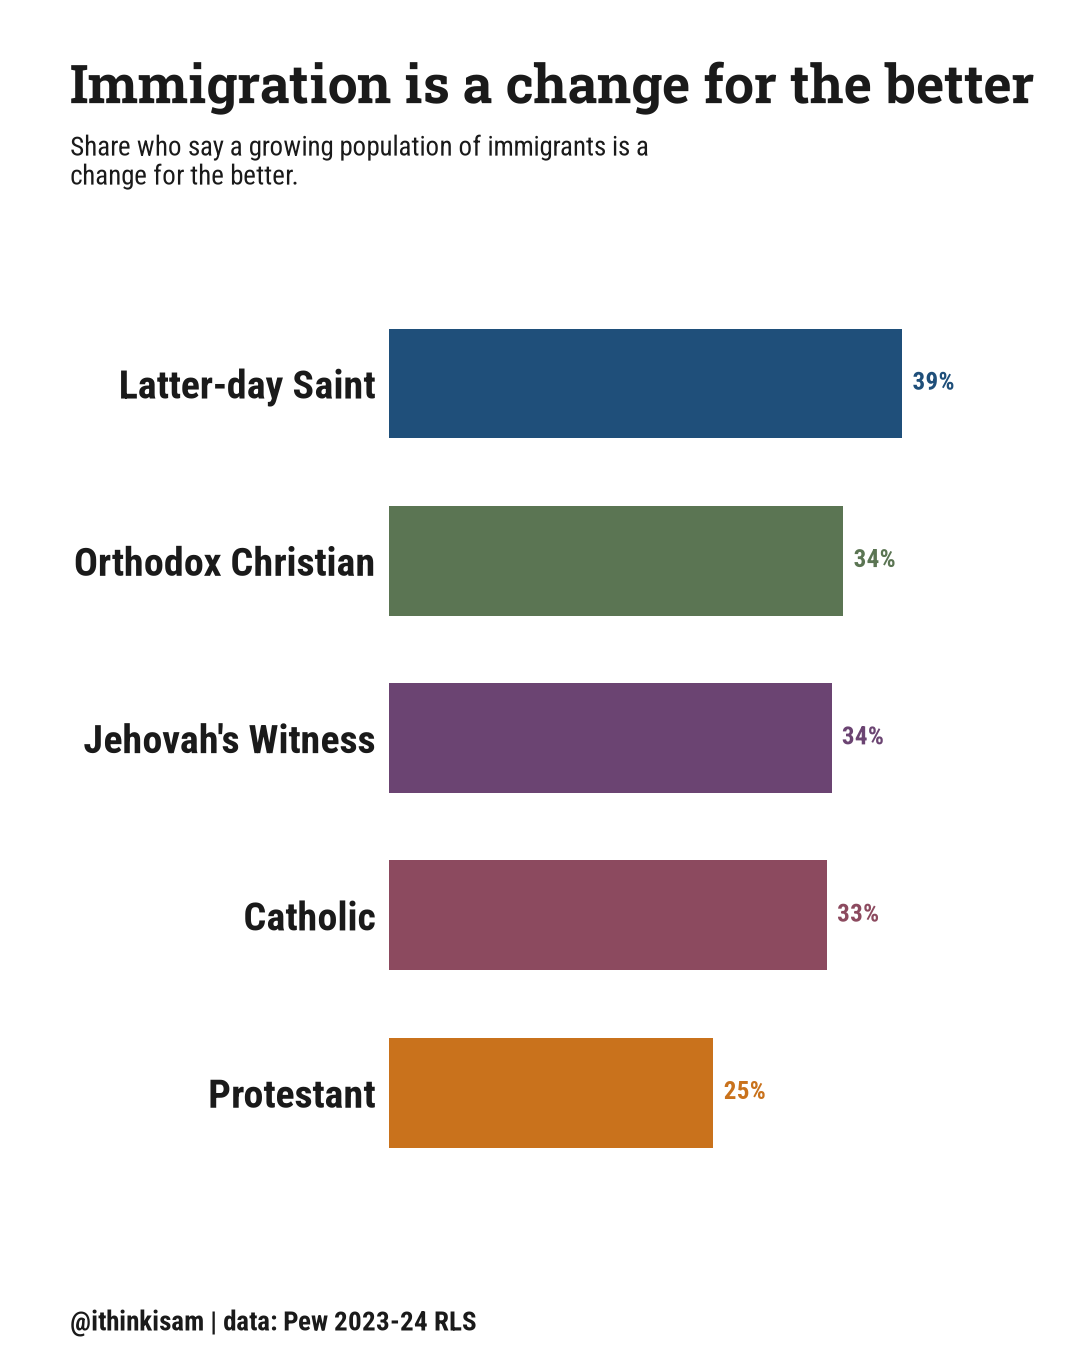 Immigration is a change for the better
Share who say a growing population of immigrants is a
change for the better.
Latter-day Saint
39%
Orthodox Christian
34%
Jehovah's Witness
34%
Catholic
33%
Protestant
25%
@ithinkisam | data: Pew 2023-24 RLS